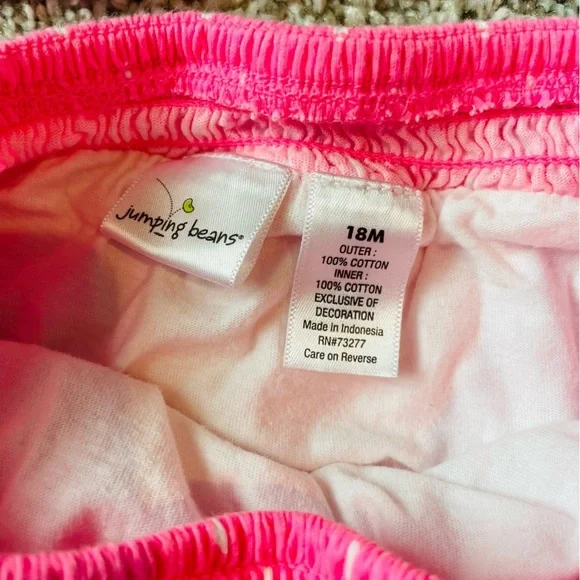 jumping beans®
18M
OUTER :
100% COTTON
INNER :
100% COTTON
EXCLUSIVE OF
DECORATION
Made in Indonesia
RN#73277
Care on Reverse